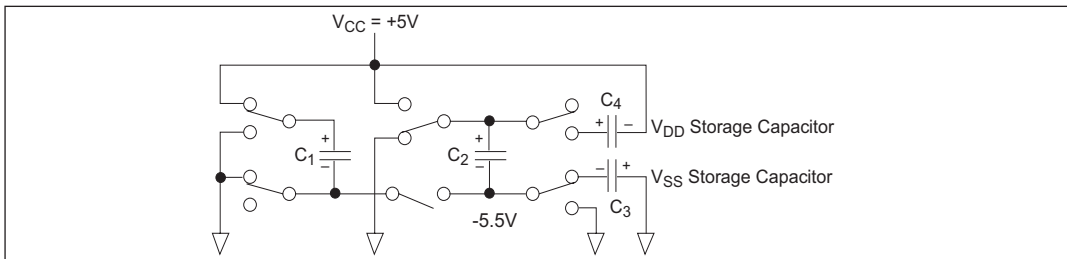 VCC = +5V
C4
+ –
VDD Storage Capacitor
+
C1
–
+
C2
–
– +
VSS Storage Capacitor
C3
-5.5V